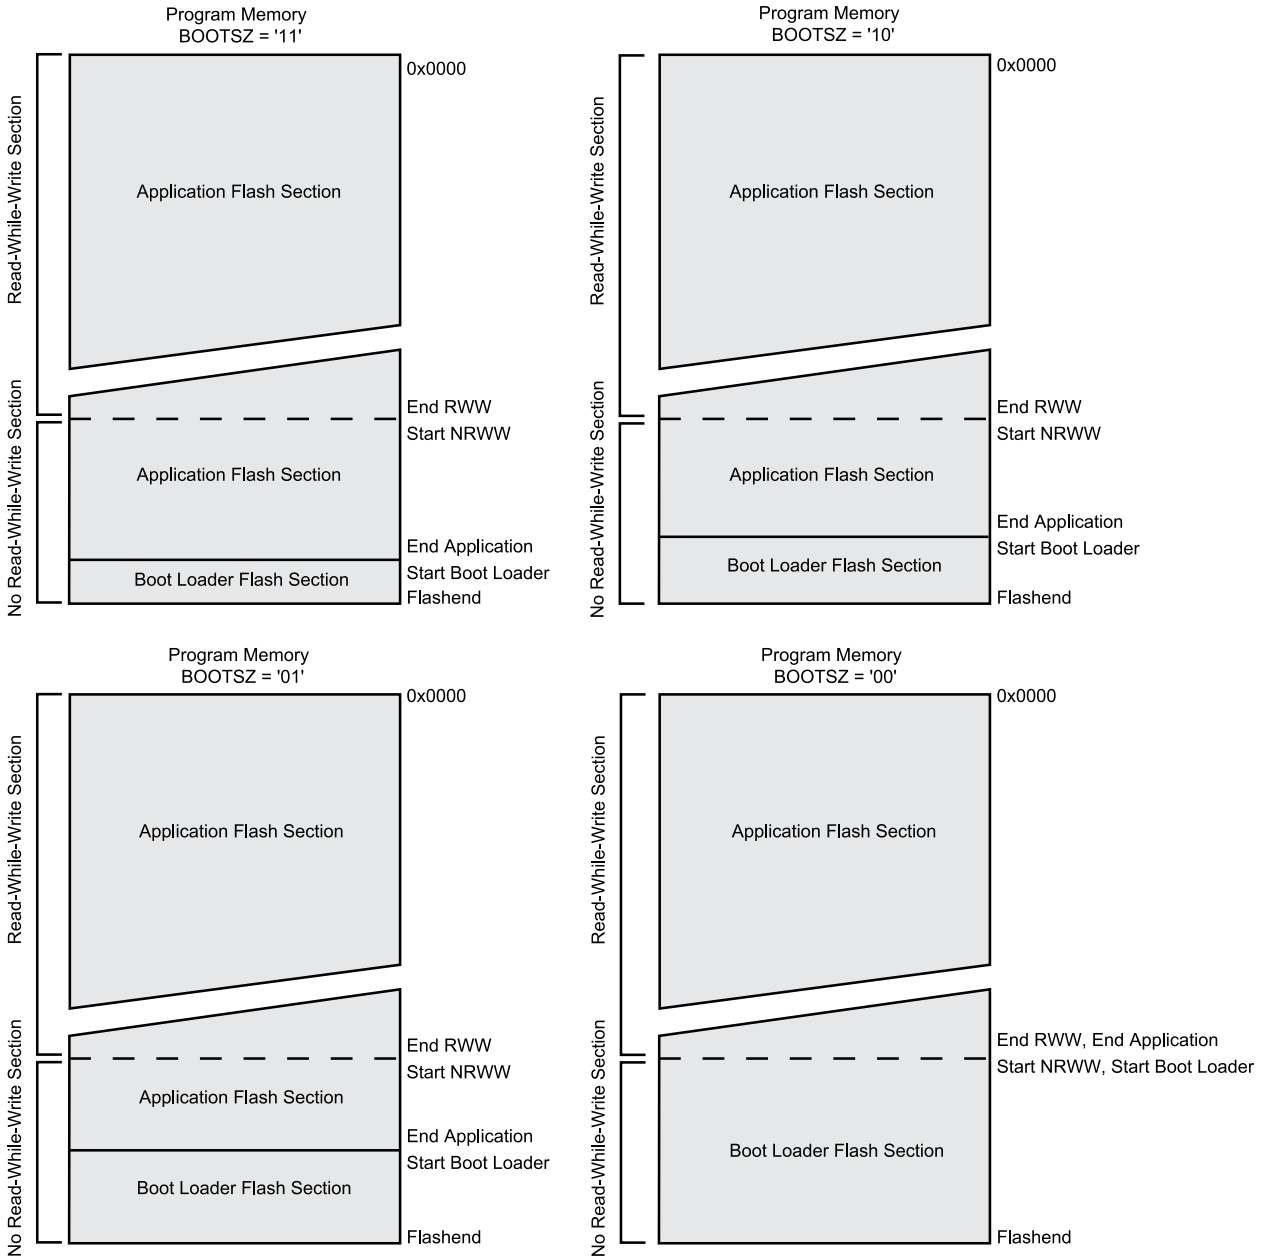 Program Memory
BOOTSZ = '11'
0x0000
Read-While-Write Section
Application Flash Section
End RWW
Start NRWW
No Read-While-Write Section
Application Flash Section
End Application
Start Boot Loader
Boot Loader Flash Section
Flashend
Program Memory
BOOTSZ = '10'
0x0000
Read-While-Write Section
Application Flash Section
End RWW
Start NRWW
No Read-While-Write Section
Application Flash Section
End Application
Start Boot Loader
Boot Loader Flash Section
Flashend
Program Memory
BOOTSZ = '01'
0x0000
Read-While-Write Section
Application Flash Section
End RWW
Start NRWW
No Read-While-Write Section
Application Flash Section
End Application
Start Boot Loader
Boot Loader Flash Section
Flashend
Program Memory
BOOTSZ = '00'
0x0000
Read-While-Write Section
Application Flash Section
End RWW, End Application
Start NRWW, Start Boot Loader
No Read-While-Write Section
Boot Loader Flash Section
Flashend